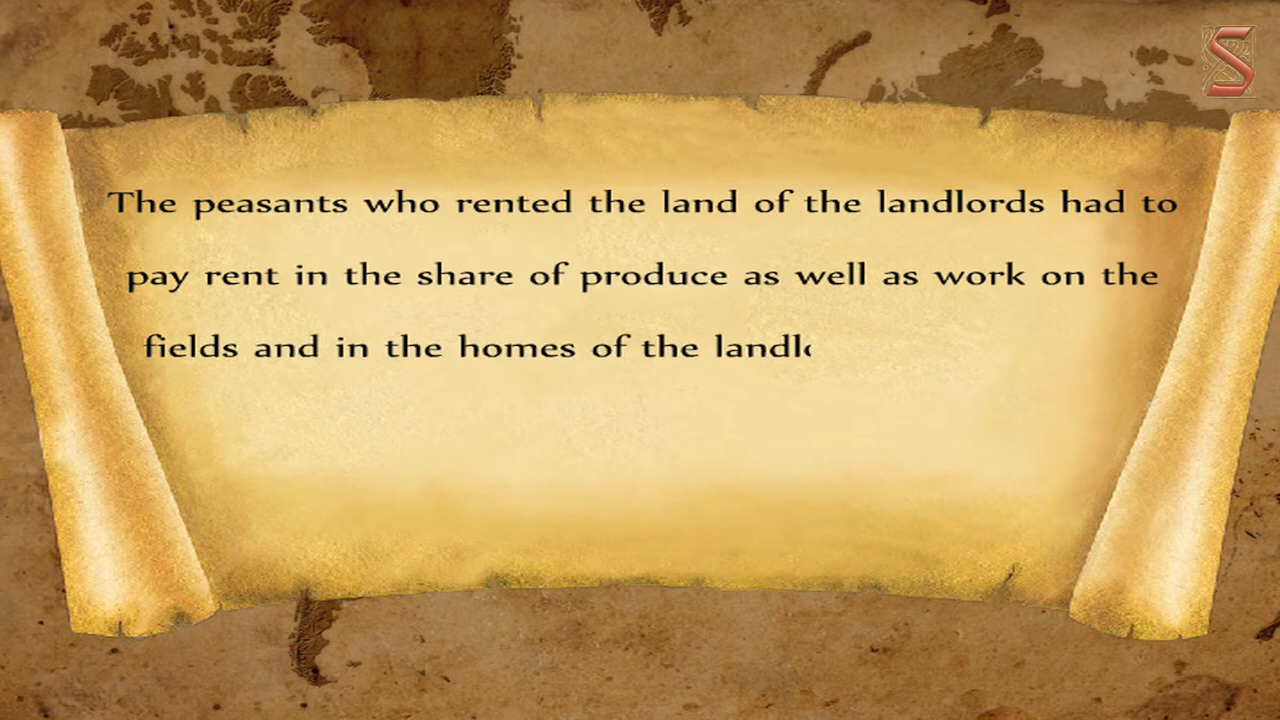 The peasants who rented the land of the landlords had to
pay rent in the share of produce as well as work on the
fields and in the homes of the